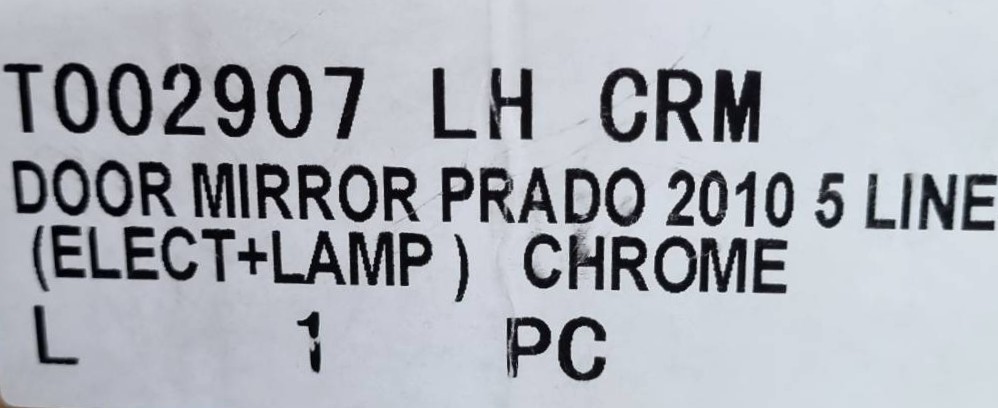 T002907 LH CRM
DOOR MIRROR PRADO 2010 5 LINE
(ELECT+LAMP ) CHROME
L 1 PC